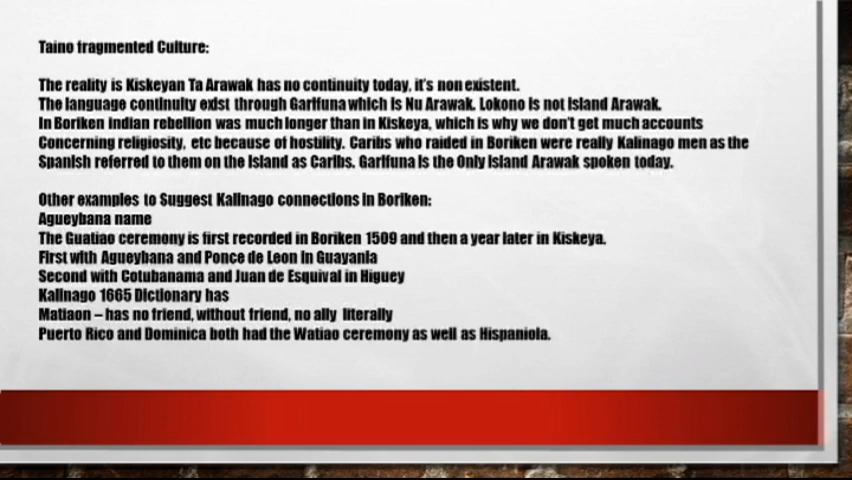 Taino fragmented Culture:
The reality is Kiskeyan Ta Arawak has no continuity today, it's non existent.
The language continuity exist through Garifuna which is Nu Arawak. Lokono is not Island Arawak.
In Boriken indian rebellion was much longer than in Kiskeya, which is why we don't get much accounts
Concerning religiosity, etc because of hostility. Caribs who raided in Boriken were really Kalinago men as the
Spanish referred to them on the Island as Caribs. Garifuna is the Only Island Arawak spoken today.
Other examples to Suggest Kalinago connections in Boriken:
Agueybana name
The Guatiao ceremony is first recorded in Boriken 1509 and then a year later in Kiskeya.
First with Agueybana and Ponce de Leon in Guayania
Second with Cotubanama and Juan de Esquival in Higuey
Kalinago 1665 Dictionary has
Matiaon – has no friend, without friend, no ally literally
Puerto Rico and Dominica both had the Watiao ceremony as well as Hispaniola.